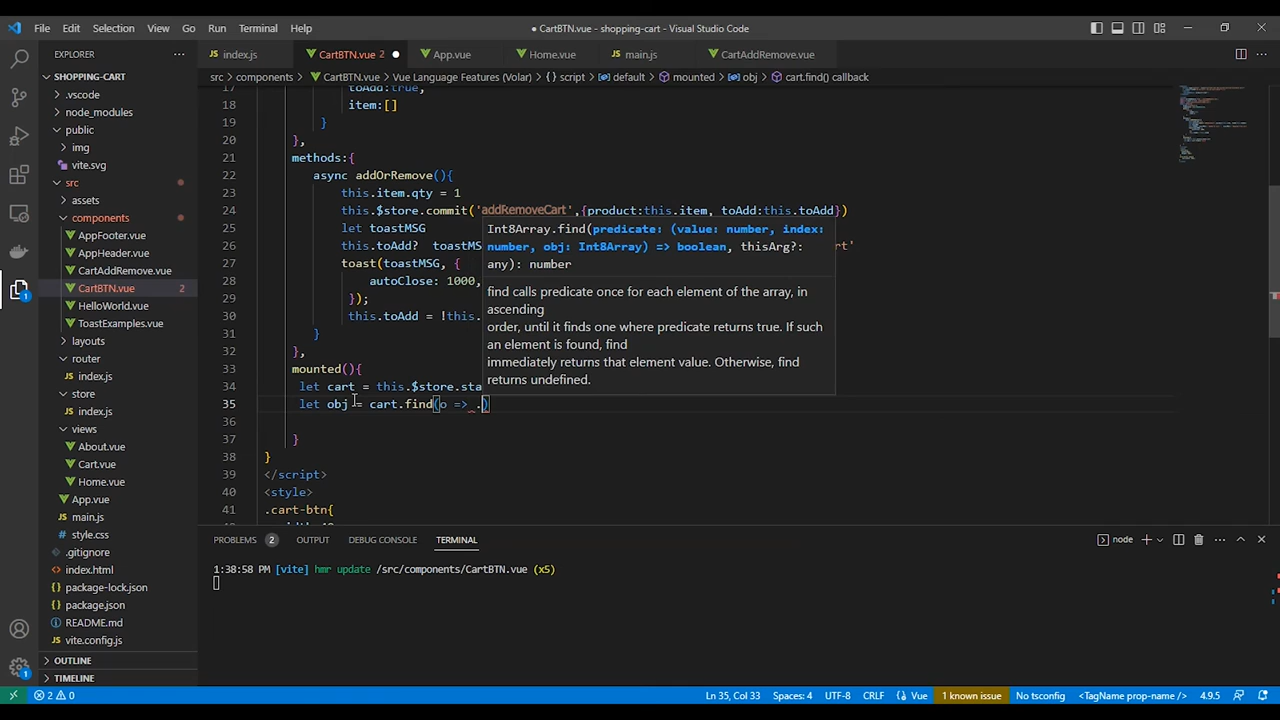 File Edit Selection View Go Run Terminal Help
● CartBTN.vue - shopping-cart - Visual Studio Code
EXPLORER
SHOPPING-CART
.vscode
node_modules
public
img
vite.svg
src
assets
components
AppFooter.vue
AppHeader.vue
CartAddRemove.vue
CartBTN.vue 2
HelloWorld.vue
ToastExamples.vue
layouts
router
index.js
store
index.js
views
About.vue
Cart.vue
Home.vue
App.vue
main.js
style.css
.gitignore
index.html
package-lock.json
package.json
README.md
vite.config.js
OUTLINE
TIMELINE
index.js CartBTN.vue 2 ● App.vue Home.vue main.js CartAddRemove.vue
src > components > CartBTN.vue > Vue Language Features (Volar) > {} script > default > mounted > obj > cart.find() callback
17 toAdd:true,
18 item:[]
19 }
20 },
21 methods:{
22 async addOrRemove(){
23 this.item.qty = 1
24 this.$store.commit('addRemoveCart',{product:this.item, toAdd:this.toAdd})
25 let toastMSG
26 this.toAdd? toastMS rt'
27 toast(toastMSG, {
28 autoClose: 1000,
29 });
30 this.toAdd = !this.
31 }
32 },
33 mounted(){
34 let cart = this.$store.sta
35 let obj = cart.find(o => .)
36
37 }
38 }
39 </script>
40 <style>
41 .cart-btn{
Int8Array.find(predicate: (value: number, index:
number, obj: Int8Array) => boolean, thisArg?:
any): number
find calls predicate once for each element of the array, in
ascending
order, until it finds one where predicate returns true. If such
an element is found, find
immediately returns that element value. Otherwise, find
returns undefined.
PROBLEMS 2 OUTPUT DEBUG CONSOLE TERMINAL
node
1:38:58 PM [vite] hmr update /src/components/CartBTN.vue (x5)
1
1
2 0 Ln 35, Col 33 Spaces: 4 UTF-8 CRLF Vue 1 known issue No tsconfig <TagName prop-name /> 4.9.5